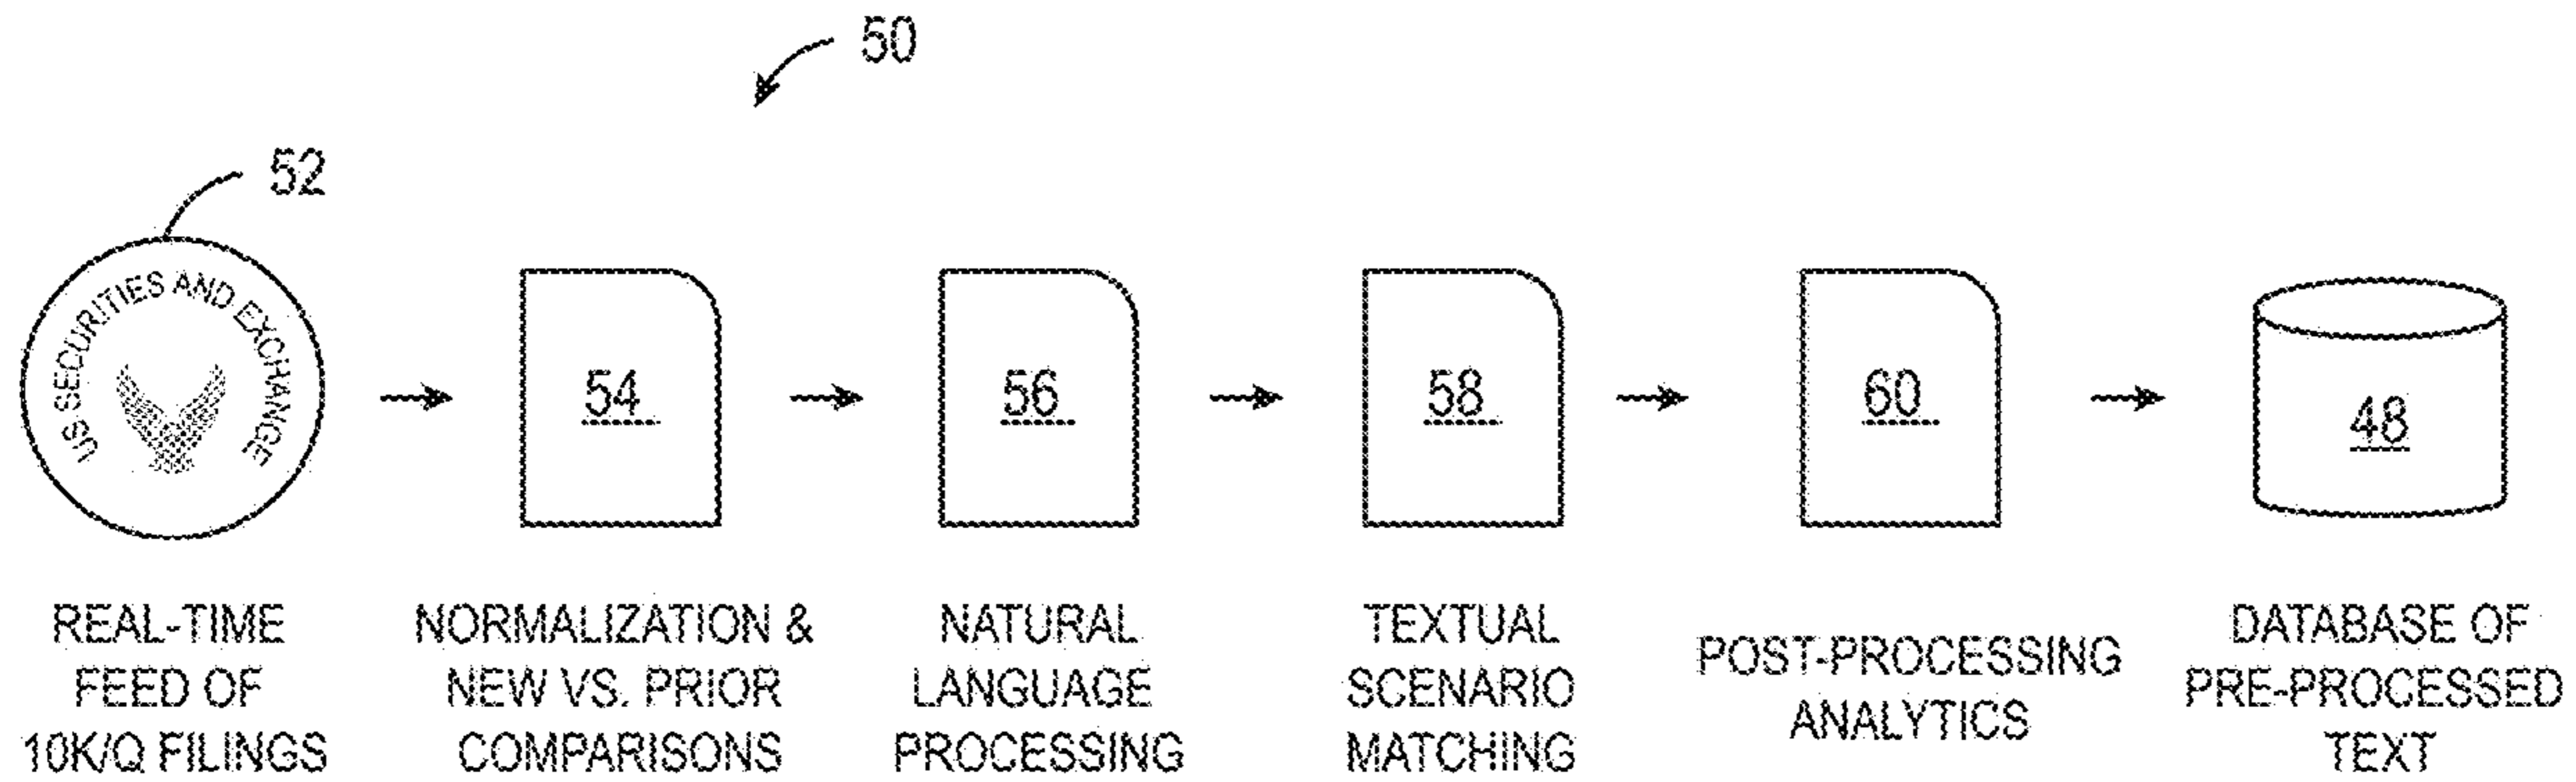 50
52
US SECURITIES AND EXCHANGE
54
56
58
60
48
REAL-TIME
FEED OF
10K/Q FILINGS
NORMALIZATION &
NEW VS. PRIOR
COMPARISONS
NATURAL
LANGUAGE
PROCESSING
TEXTUAL
SCENARIO
MATCHING
POST-PROCESSING
ANALYTICS
DATABASE OF
PRE-PROCESSED
TEXT